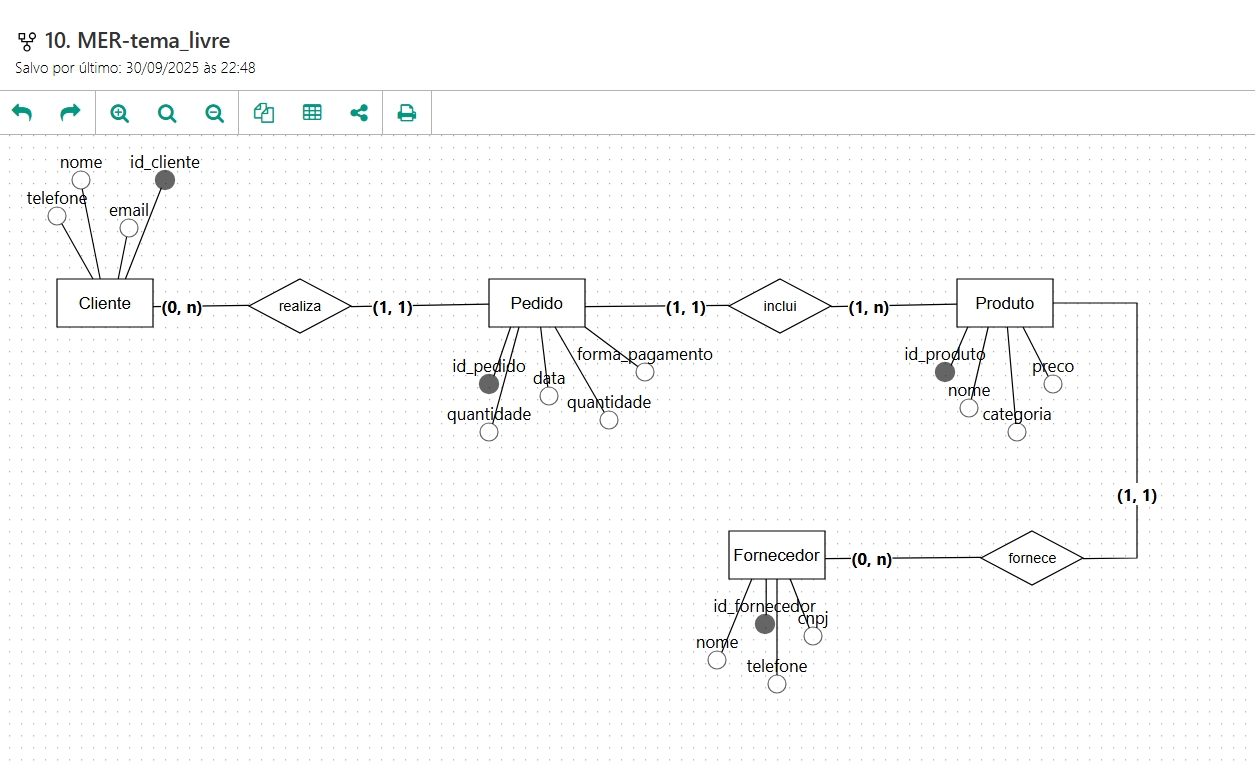 10. MER-tema_livre
Salvo por último: 30/09/2025 às 22:48
nome
id_cliente
telefone
email
Cliente
(0, n)
realiza
(1, 1)
Pedido
(1, 1)
inclui
(1, n)
Produto
id_pedido
data
forma_pagamento
quantidade
quantidade
id_produto
preco
nome
categoria
(1, 1)
Fornecedor
(0, n)
fornece
id_fornecedor
cnpj
nome
telefone